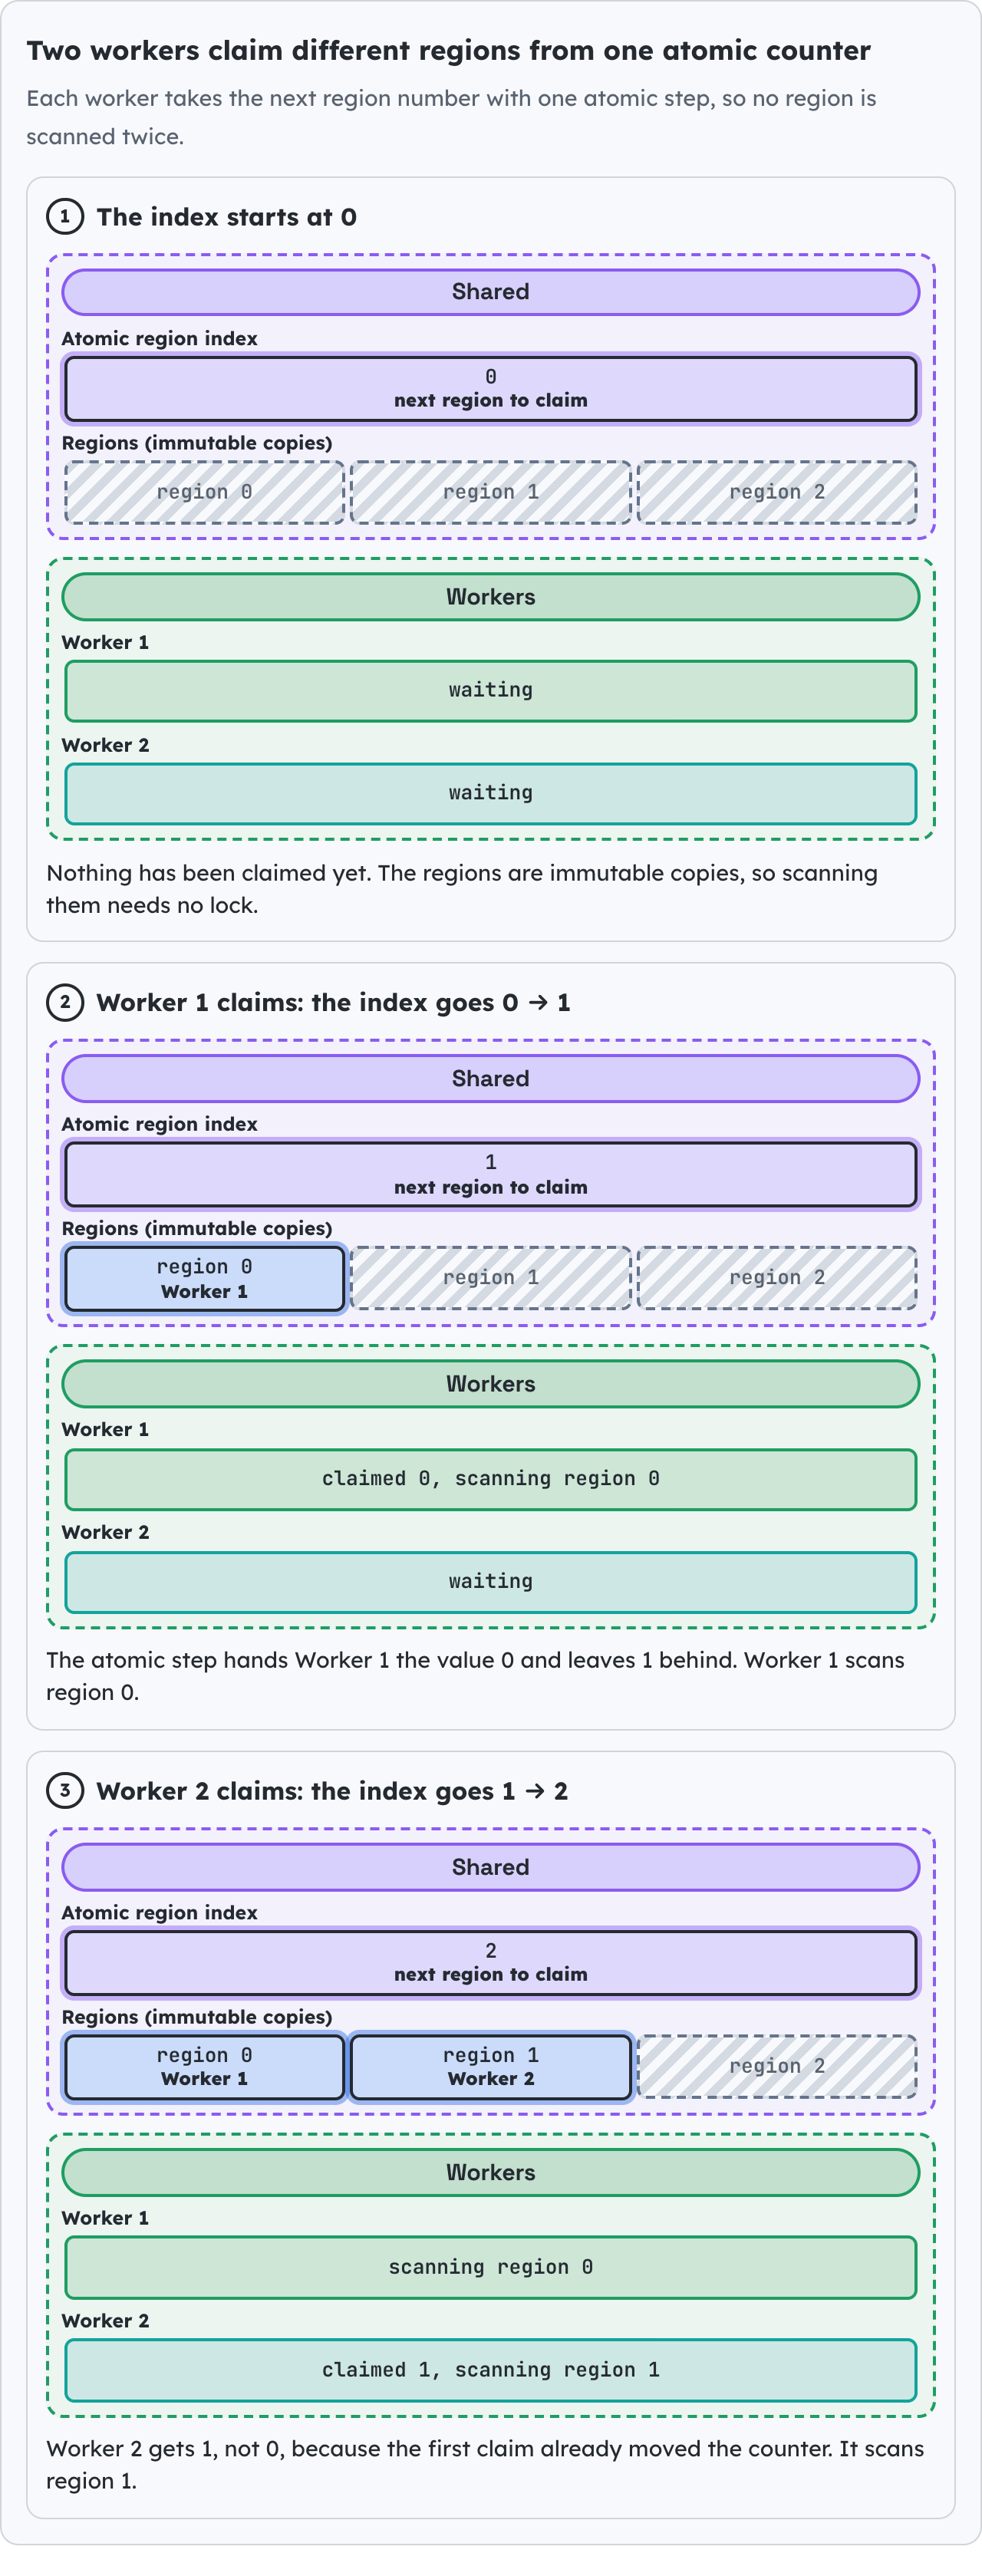 Two workers claim different regions from one atomic counter
Each worker takes the next region number with one atomic step, so no region is
scanned twice.
1 The index starts at 0
Shared
Atomic region index
0
next region to claim
Regions (immutable copies)
region 0 region 1 region 2
Workers
Worker 1
waiting
Worker 2
waiting
Nothing has been claimed yet. The regions are immutable copies, so scanning
them needs no lock.
2 Worker 1 claims: the index goes 0 → 1
Shared
Atomic region index
1
next region to claim
Regions (immutable copies)
region 0 region 1 region 2
Worker 1
Workers
Worker 1
claimed 0, scanning region 0
Worker 2
waiting
The atomic step hands Worker 1 the value 0 and leaves 1 behind. Worker 1 scans
region 0.
3 Worker 2 claims: the index goes 1 → 2
Shared
Atomic region index
2
next region to claim
Regions (immutable copies)
region 0 region 1 region 2
Worker 1 Worker 2
Workers
Worker 1
scanning region 0
Worker 2
claimed 1, scanning region 1
Worker 2 gets 1, not 0, because the first claim already moved the counter. It scans
region 1.